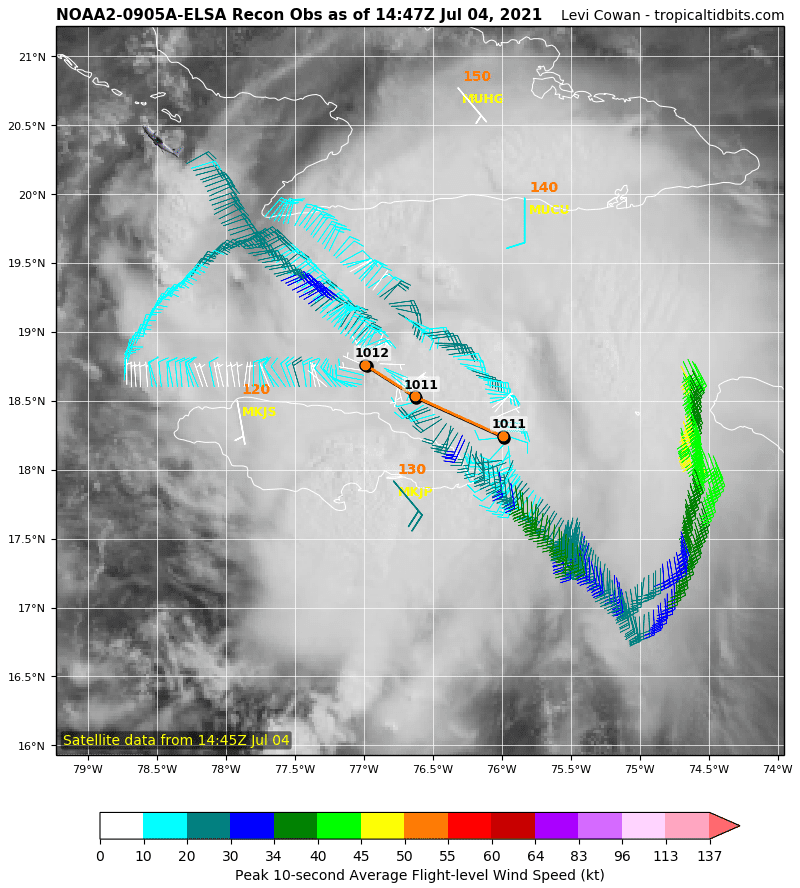 NOAA2-0905A-ELSA Recon Obs as of 14:47Z Jul 04, 2021 Levi Cowan - tropicaltidbits.com
21°N
150
MUHG
20.5°N
140
20°N
MUCU
19.5°N
19°N
1012
1011
120
18.5°N
MKJS
1011
130
18°N
MKJP
17.5°N
17°N
16.5°N
Satellite data from 14:45Z Jul 04
16°N
79°W 78.5°W 78°W 77.5°W 77°W 76.5°W 76°W 75.5°W 75°W 74.5°W 74°W
0 10 20 30 34 40 45 50 55 60 64 83 96 113 137
Peak 10-second Average Flight-level Wind Speed (kt)